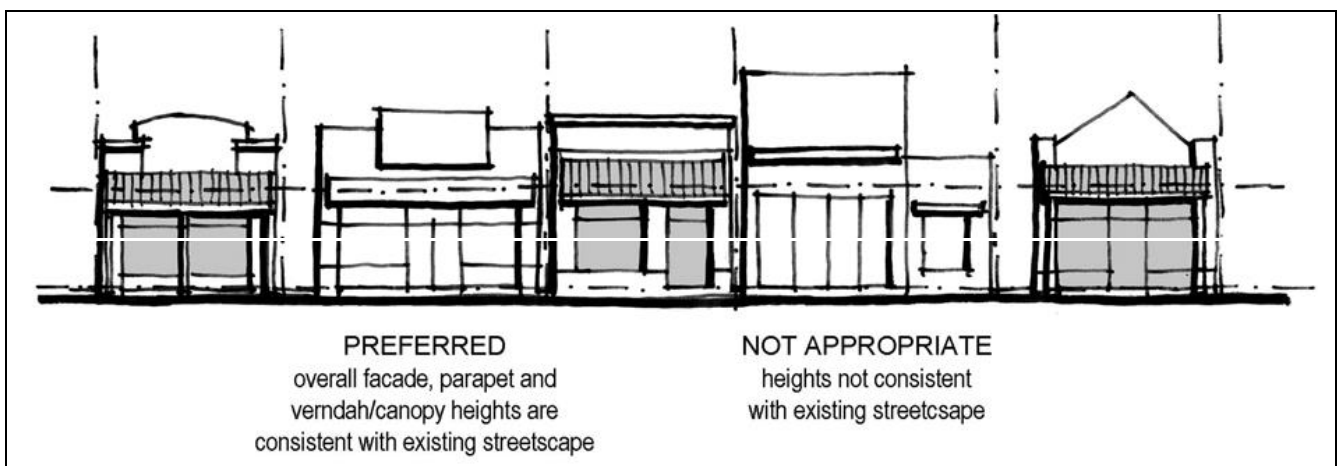 PREFERRED
overall facade, parapet and
verndah/canopy heights are
consistent with existing streetscape
NOT APPROPRIATE
heights not consistent
with existing streetcsape